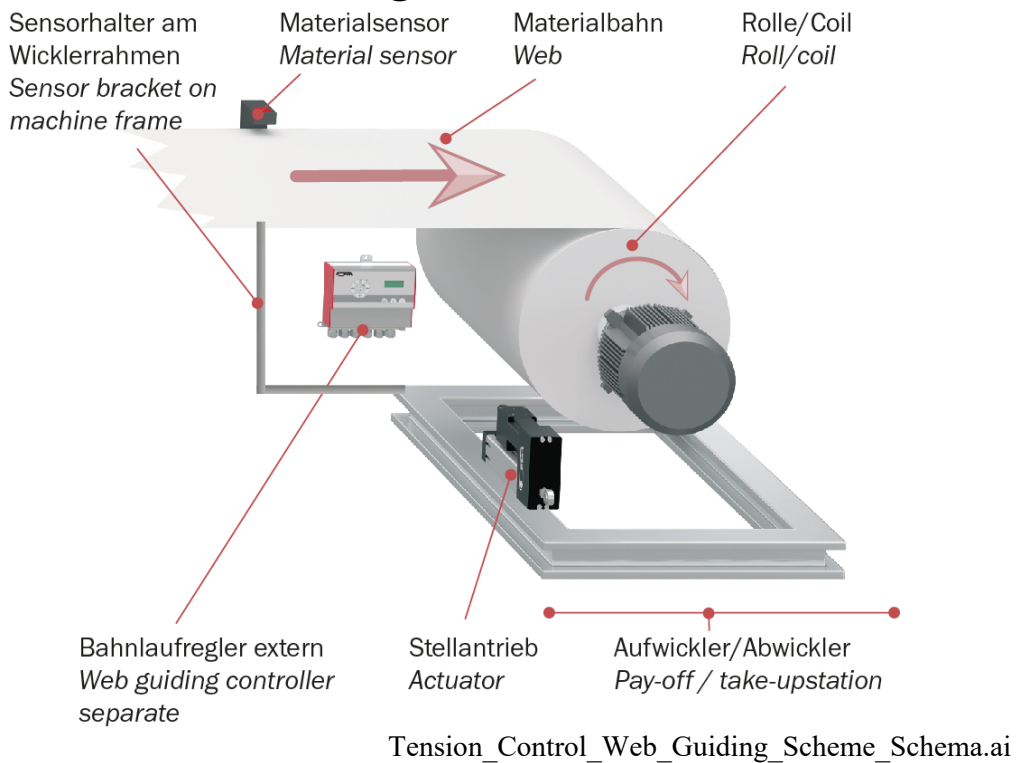 Sensorhalter am
Wicklerrahmen
Sensor bracket on
machine frame
Materialsensor
Material sensor
Materialbahn
Web
Rolle/Coil
Roll/coil
Bahnlaufregler extern
Web guiding controller
separate
Stellantrieb
Actuator
Aufwickler/Abwickler
Pay-off / take-upstation
Tension_Control_Web_Guiding_Scheme_Schema.ai